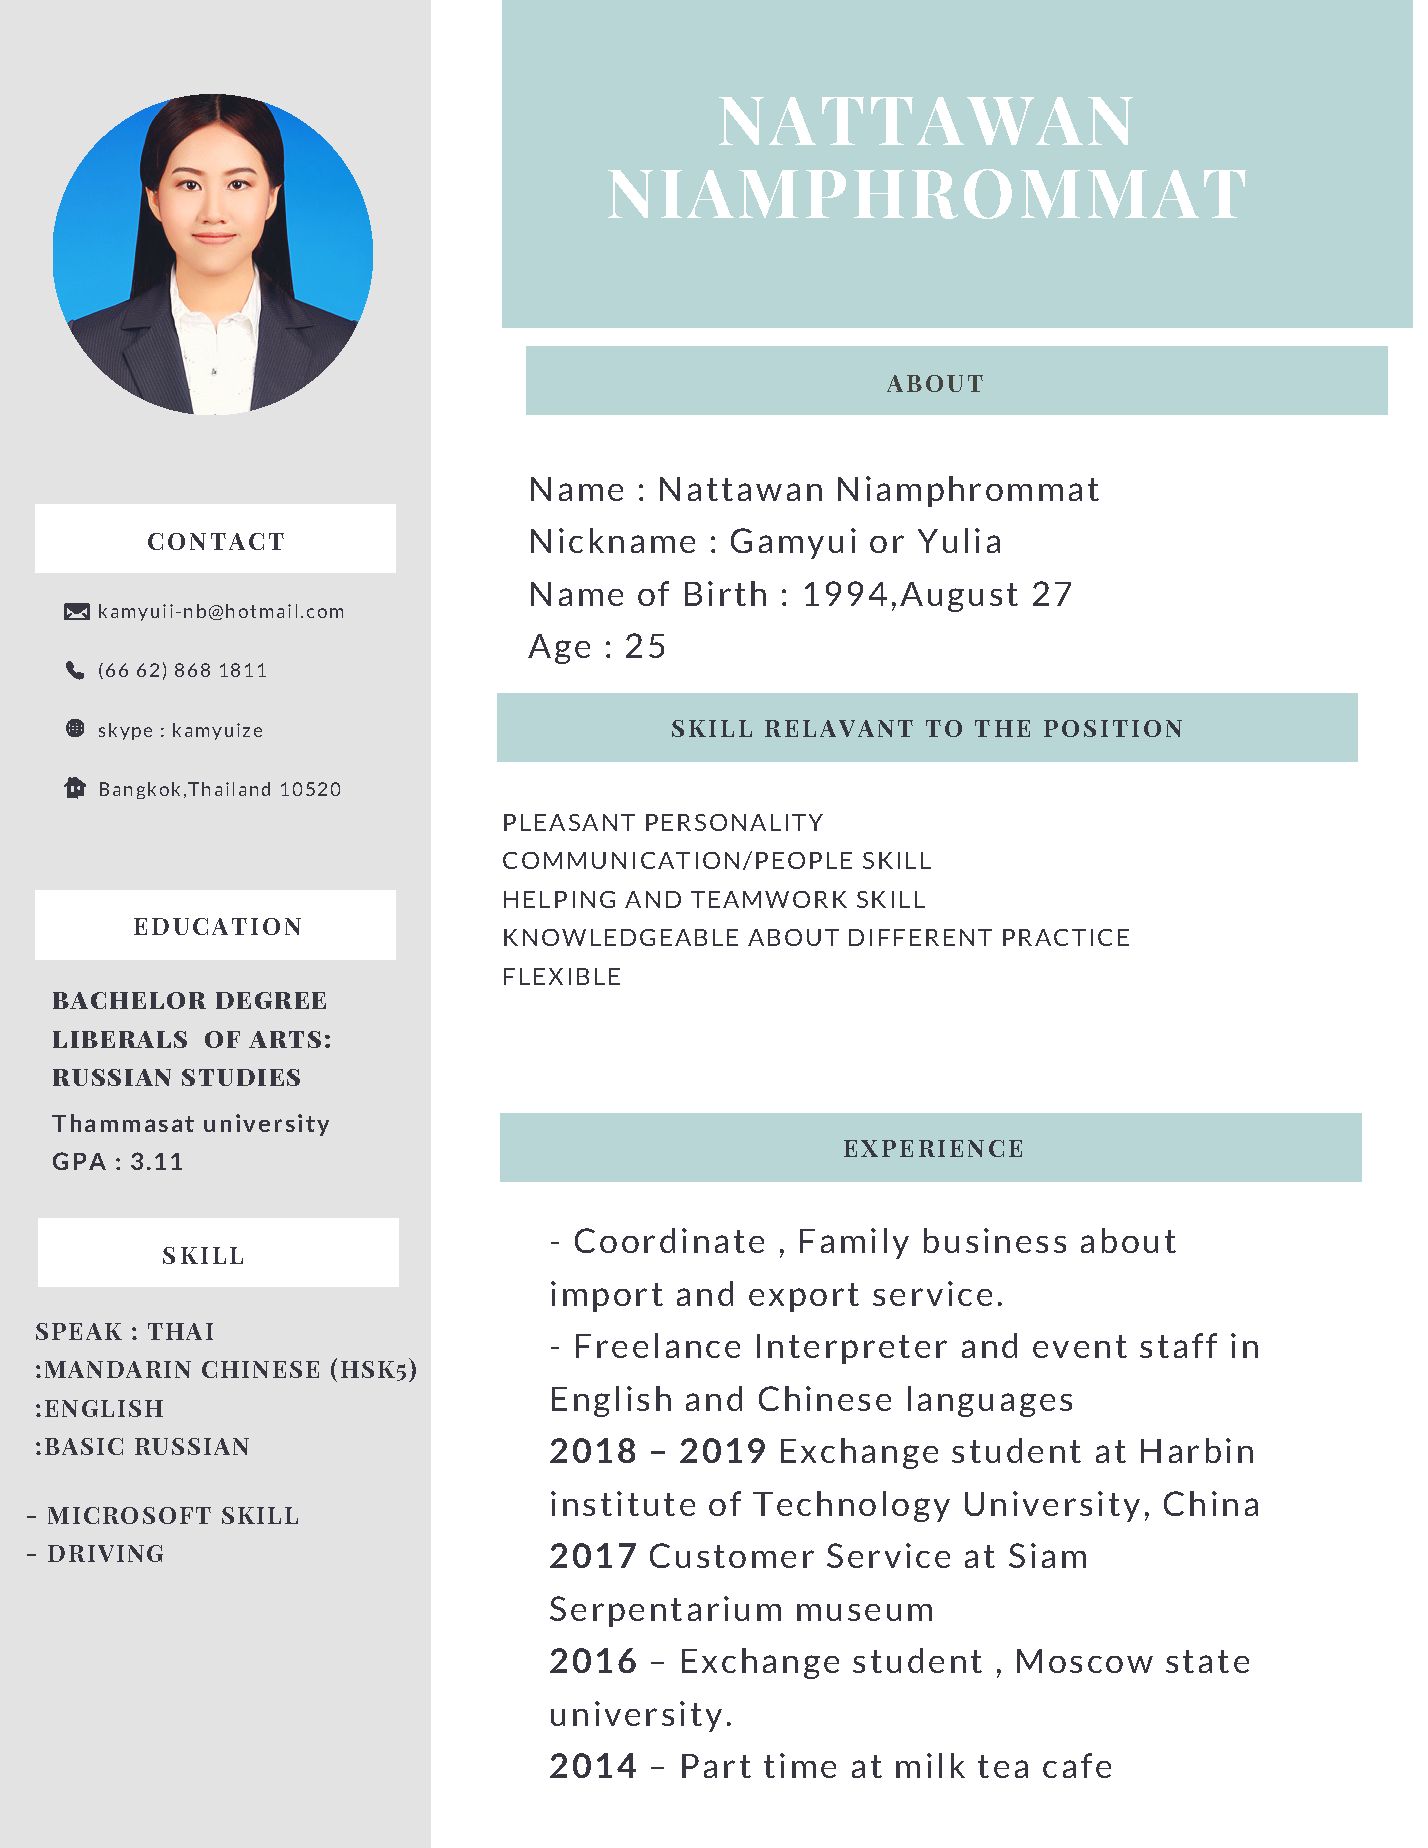 NATTAWAN
NIAMPHROMMAT
CONTACT
kamyuii-nb@hotmail.com
(66 62) 868 1811
skype : kamyuize
Bangkok,Thailand 10520
EDUCATION
BACHELOR DEGREE
LIBERALS OF ARTS:
RUSSIAN STUDIES
Thammasat university
GPA : 3.11
SKILL
SPEAK : THAI
:MANDARIN CHINESE (HSK5)
:ENGLISH
:BASIC RUSSIAN
- MICROSOFT SKILL
- DRIVING
ABOUT
Name : Nattawan Niamphrommat
Nickname : Gamyui or Yulia
Name of Birth : 1994,August 27
Age : 25
SKILL RELAVANT TO THE POSITION
PLEASANT PERSONALITY
COMMUNICATION/PEOPLE SKILL
HELPING AND TEAMWORK SKILL
KNOWLEDGEABLE ABOUT DIFFERENT PRACTICE
FLEXIBLE
EXPERIENCE
- Coordinate , Family business about
import and export service.
- Freelance Interpreter and event staff in
English and Chinese languages
2018 – 2019 Exchange student at Harbin
institute of Technology University, China
2017 Customer Service at Siam
Serpentarium museum
2016 – Exchange student , Moscow state
university.
2014 – Part time at milk tea cafe